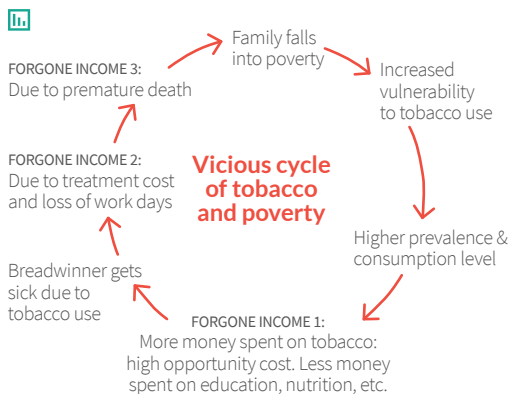 Family falls
into poverty
Increased
vulnerability
to tobacco use
Higher prevalence &
consumption level
FORGONE INCOME 1:
More money spent on tobacco:
high opportunity cost. Less money
spent on education, nutrition, etc.
Breadwinner gets
sick due to
tobacco use
FORGONE INCOME 2:
Due to treatment cost
and loss of work days
FORGONE INCOME 3:
Due to premature death
Vicious cycle
of tobacco
and poverty